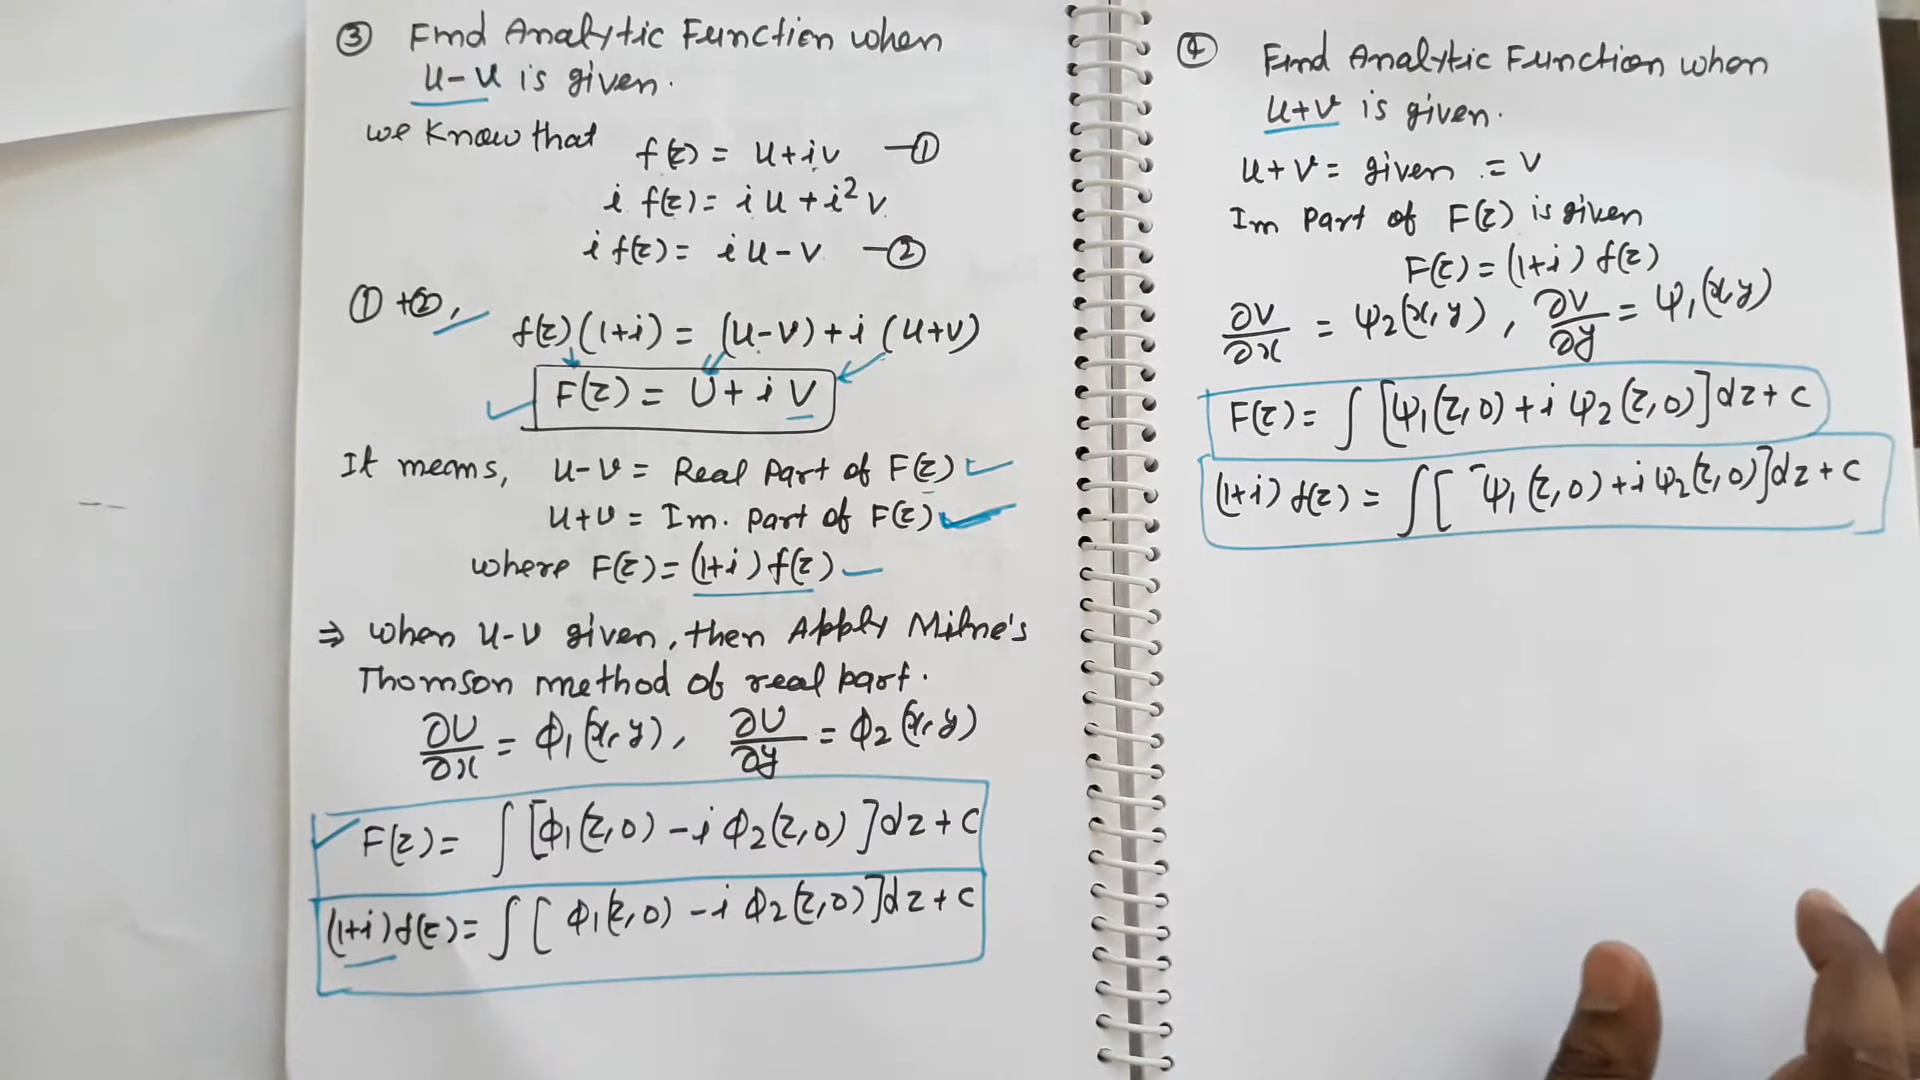 ③ Find Analytic Function when
u-v is given.
we know that
f(z) = u+iv —①
i f(z) = i u + i² v
i f(z) = i u - v —②
① + ②,
f(z)(1+i) = (u-v) + i (u+v)
F(z) = U + i V
It means, u-v = Real part of F(z)
u+v = Im. part of F(z)
where F(z) = (1+i) f(z)
⇒ when u-v given, then Apply Milne's
Thomson method of real part.
∂U/∂x = ϕ₁(x,y), ∂U/∂y = ϕ₂(x,y)
F(z) = ∫ [ϕ₁(z,0) - i ϕ₂(z,0)] dz + c
(1+i) f(z) = ∫ [ϕ₁(z,0) - i ϕ₂(z,0)] dz + c
④ Find Analytic Function when
u+v is given.
u+v = given = V
Im part of F(z) is given
F(z) = (1+i) f(z)
∂V/∂x = ψ₂(x,y), ∂V/∂y = ψ₁(x,y)
F(z) = ∫ [ψ₁(z,0) + i ψ₂(z,0)] dz + c
(1+i) f(z) = ∫ [ψ₁(z,0) + i ψ₂(z,0)] dz + c